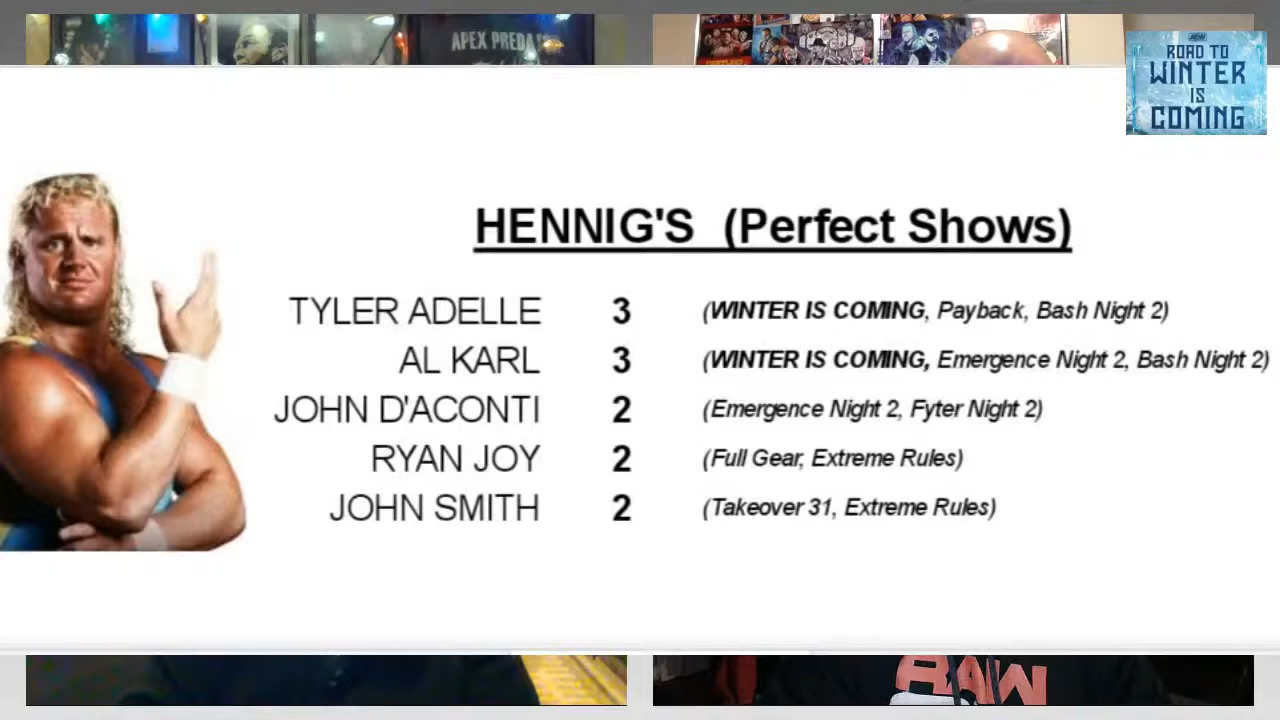 APEX PREDA
AEW
ROAD TO
WINTER
IS
COMING
HENNIG'S (Perfect Shows)
TYLER ADELLE 3 (WINTER IS COMING, Payback, Bash Night 2)
AL KARL 3 (WINTER IS COMING, Emergence Night 2, Bash Night 2)
JOHN D'ACONTI 2 (Emergence Night 2, Fyter Night 2)
RYAN JOY 2 (Full Gear, Extreme Rules)
JOHN SMITH 2 (Takeover 31, Extreme Rules)
RAW